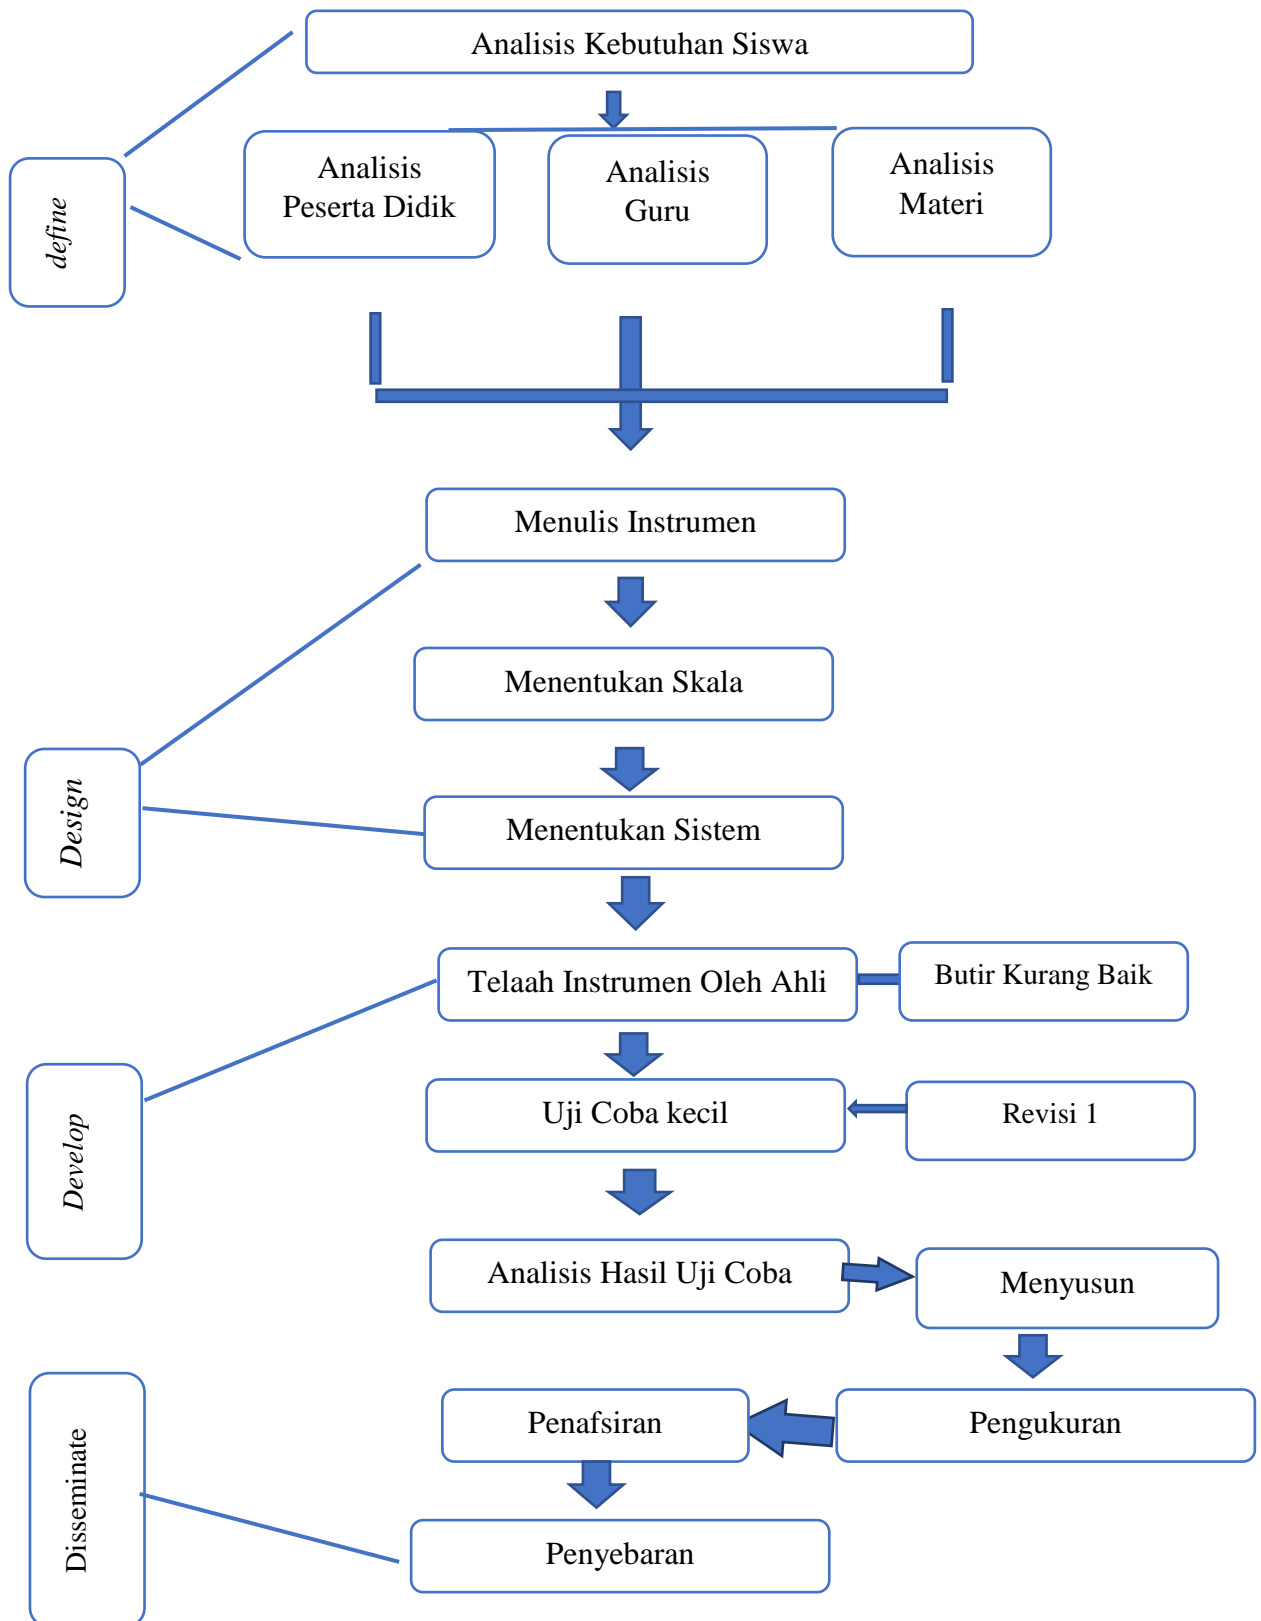 Analisis Kebutuhan Siswa
define
Analisis
Peserta Didik
Analisis
Guru
Analisis
Materi
Menulis Instrumen
Menentukan Skala
Design
Menentukan Sistem
Telaah Instrumen Oleh Ahli
Butir Kurang Baik
Develop
Uji Coba kecil
Revisi 1
Analisis Hasil Uji Coba
Menyusun
Disseminate
Penafsiran
Pengukuran
Penyebaran